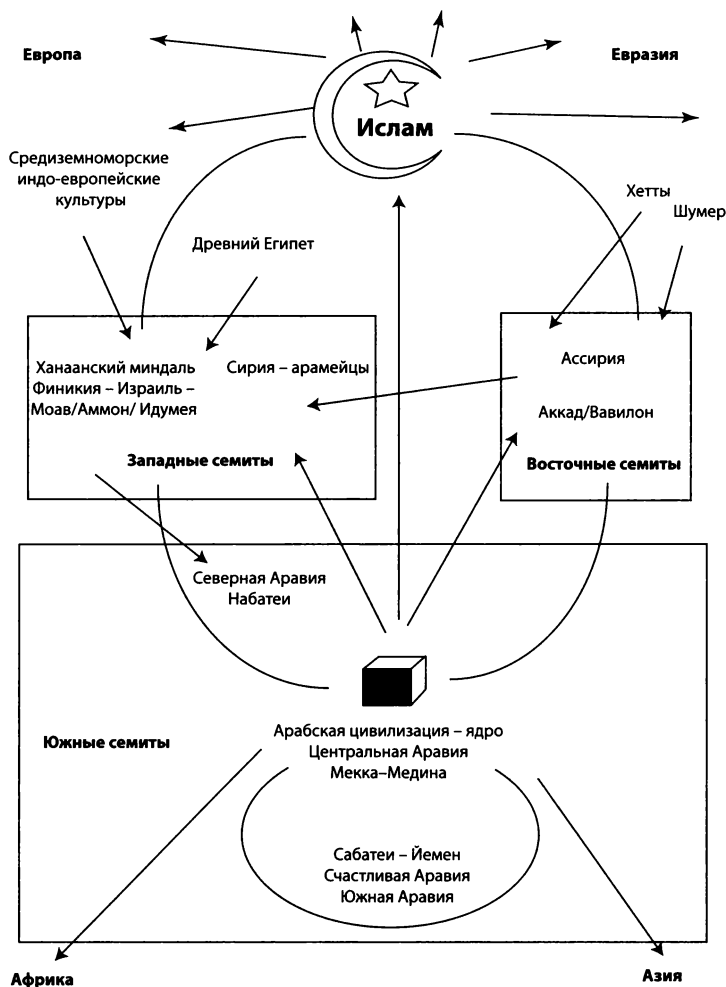 Европа
Евразия
Ислам
Средиземноморские
индо-европейские
культуры
Хетты
Шумер
Древний Египет
Ханаанский миндаль
Финикия – Израиль –
Моав/Аммон/ Идумея
Сирия – арамейцы
Западные семиты
Ассирия
Аккад/Вавилон
Восточные семиты
Северная Аравия
Набатеи
Южные семиты
Арабская цивилизация – ядро
Центральная Аравия
Мекка–Медина
Сабатеи – Йемен
Счастливая Аравия
Южная Аравия
Африка
Азия